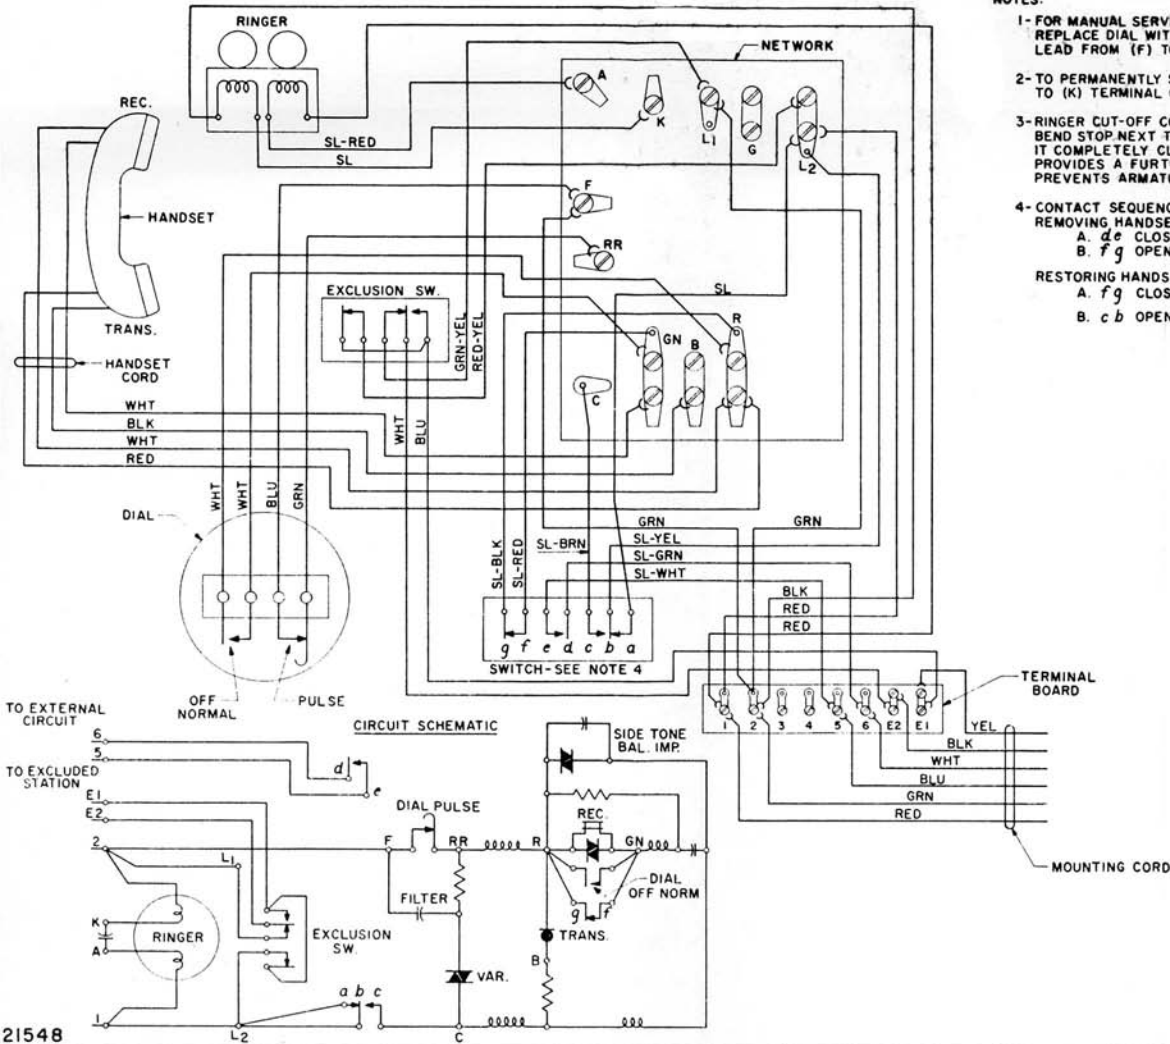 NOTES:
1- FOR MANUAL SERV
REPLACE DIAL WIT
LEAD FROM (F) TO
2- TO PERMANENTLY S
TO (K) TERMINAL
3- RINGER CUT-OFF CO
BEND STOP NEXT T
IT COMPLETELY CL
PROVIDES A FURT
PREVENTS ARMAT
4- CONTACT SEQUENC
REMOVING HANDSE
A. de CLOS
B. fg OPEN
RESTORING HANDS
A. fg CLOS
B. cb OPEN
RINGER
NETWORK
REC.
A
K
L1
G
L2
SL-RED
SL
HANDSET
F
RR
EXCLUSION SW.
SL
TRANS.
GRN-YEL
RED-YEL
R
GN
B
HANDSET
CORD
C
WHT
BLK
WHT
RED
WHT
BLU
WHT
WHT
BLU
GRN
DIAL
GRN
GRN
SL-BLK
SL-RED
SL-BRN
SL-YEL
SL-GRN
SL-WHT
BLK
RED
RED
g f e d c b a
SWITCH-SEE NOTE 4
OFF
NORMAL
PULSE
TERMINAL
BOARD
1 2 3 4 5 6 E2 E1
YEL
BLK
WHT
BLU
GRN
RED
MOUNTING CORD
TO EXTERNAL
CIRCUIT
CIRCUIT SCHEMATIC
6
5
d
e
SIDE TONE
BAL. IMP.
TO EXCLUDED
STATION
E1
E2
DIAL PULSE
REC.
2
F
RR
R
GN
L1
DIAL
OFF NORM
FILTER
g f
K
A
RINGER
EXCLUSION
SW.
TRANS.
B
VAR.
a b c
1
L2
C
21548